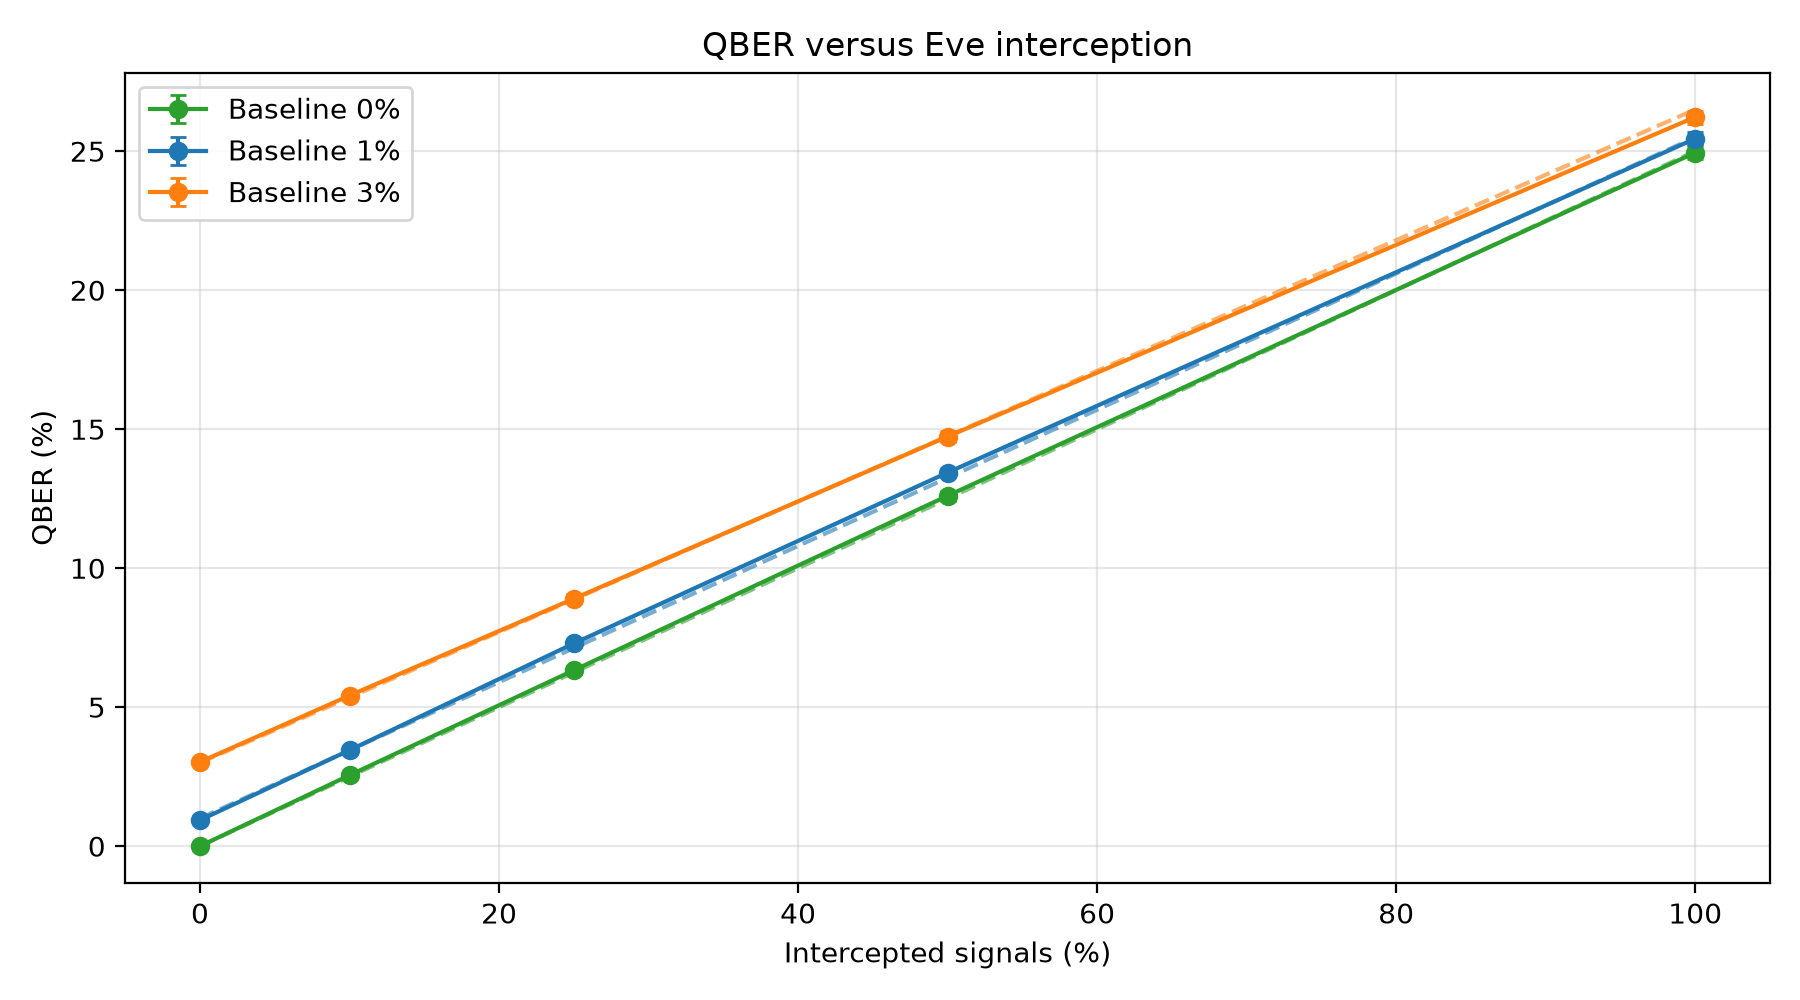 QBER versus Eve interception
Baseline 0%
Baseline 1%
Baseline 3%
25
20
15
10
5
0
QBER (%)
0 20 40 60 80 100
Intercepted signals (%)